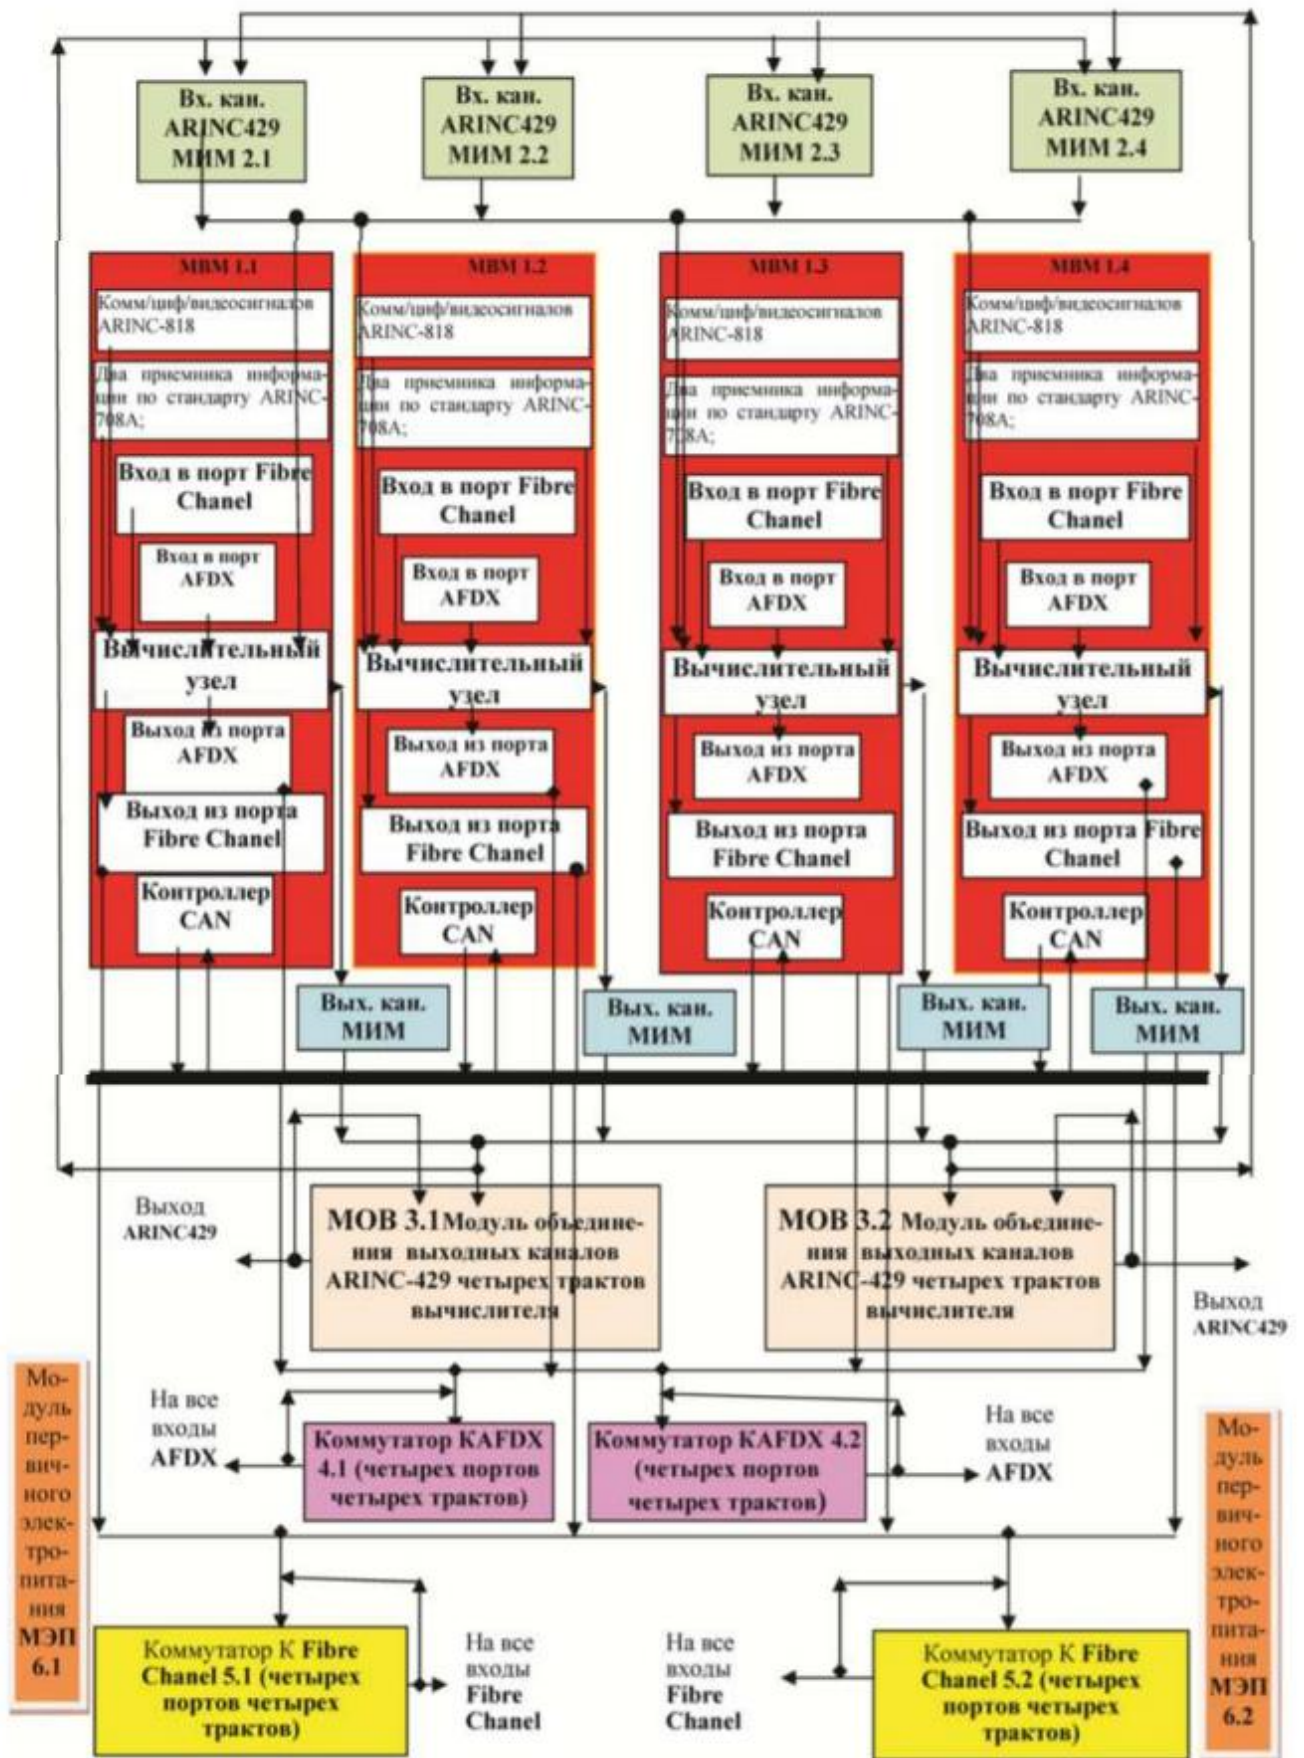 Вх. кан.
ARINC429
МИМ 2.1
Вх. кан.
ARINC429
МИМ 2.2
Вх. кан.
ARINC429
МИМ 2.3
Вх. кан.
ARINC429
МИМ 2.4
МВМ 1.1
Комм/циф/видеосигналов
ARINC-818
Два приемника информа-
ции по стандарту ARINC-
708А;
Вход в порт Fibre
Chanel
Вход в порт
AFDX
Вычислительный
узел
Выход из порта
AFDX
Выход из порта
Fibre Chanel
Контроллер
CAN
МВМ 1.2
Комм/циф/видеосигналов
ARINC-818
Два приемника информа-
ции по стандарту ARINC-
708А;
Вход в порт Fibre
Chanel
Вход в порт
AFDX
Вычислительный
узел
Выход из порта
AFDX
Выход из порта
Fibre Chanel
Контроллер
CAN
МВМ 1.3
Комм/циф/видеосигналов
ARINC-818
Два приемника информа-
ции по стандарту ARINC-
708А;
Вход в порт Fibre
Chanel
Вход в порт
AFDX
Вычислительный
узел
Выход из порта
AFDX
Выход из порта
Fibre Chanel
Контроллер
CAN
МВМ 1.4
Комм/циф/видеосигналов
ARINC-818
Два приемника информа-
ции по стандарту ARINC-
708А;
Вход в порт Fibre
Chanel
Вход в порт
AFDX
Вычислительный
узел
Выход из порта
AFDX
Выход из порта Fibre
Chanel
Контроллер
CAN
Вых. кан.
МИМ
Вых. кан.
МИМ
Вых. кан.
МИМ
Вых. кан.
МИМ
Выход
ARINC429
МОВ 3.1 Модуль объедине-
ния выходных каналов
ARINC-429 четырех трактов
вычислителя
МОВ 3.2 Модуль объедине-
ния выходных каналов
ARINC-429 четырех трактов
вычислителя
Выход
ARINC429
Мо-
дуль
пер-
вич-
ного
элек-
тро-
пита-
ния
МЭП
6.1
На все
входы
AFDX
Коммутатор KAFDX
4.1 (четырех портов
четырех трактов)
Коммутатор KAFDX 4.2
(четырех портов
четырех трактов)
На все
входы
AFDX
Мо-
дуль
пер-
вич-
ного
элек-
тро-
пита-
ния
МЭП
6.2
Коммутатор К Fibre
Chanel 5.1 (четырех
портов четырех
трактов)
На все
входы
Fibre
Chanel
На все
входы
Fibre
Chanel
Коммутатор К Fibre
Chanel 5.2 (четырех
портов четырех
трактов)